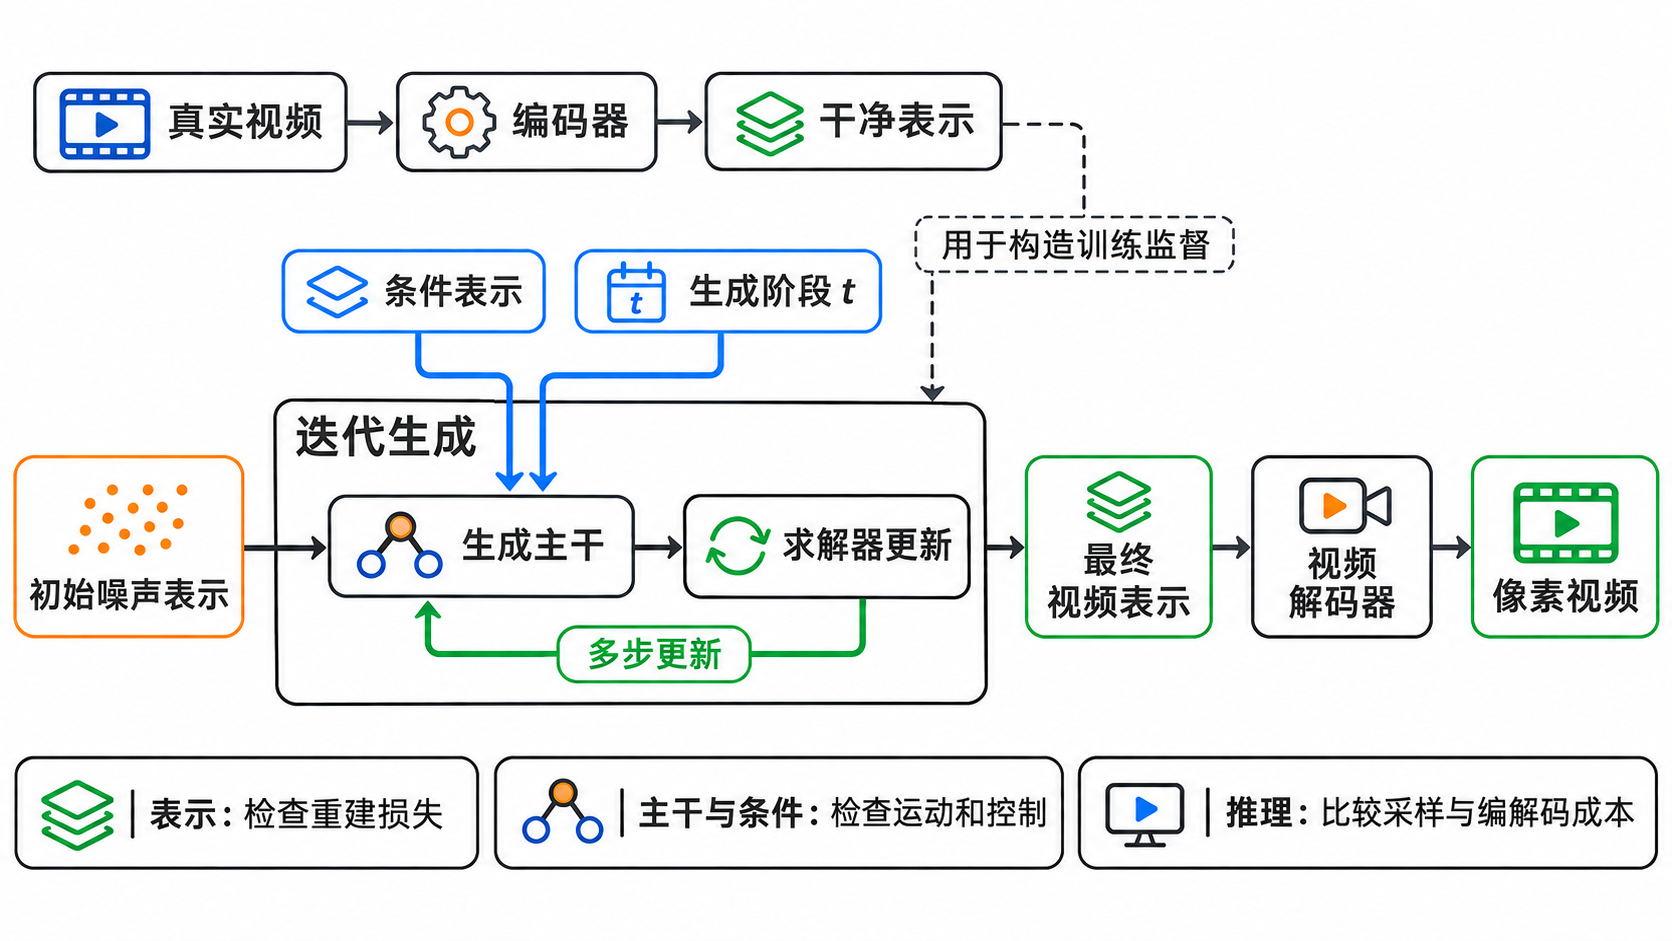 真实视频
编码器
干净表示
用于构造训练监督
条件表示
t
生成阶段 t
迭代生成
初始噪声表示
生成主干
求解器更新
多步更新
最终
视频表示
视频
解码器
像素视频
表示：检查重建损失
主干与条件：检查运动和控制
推理：比较采样与编解码成本